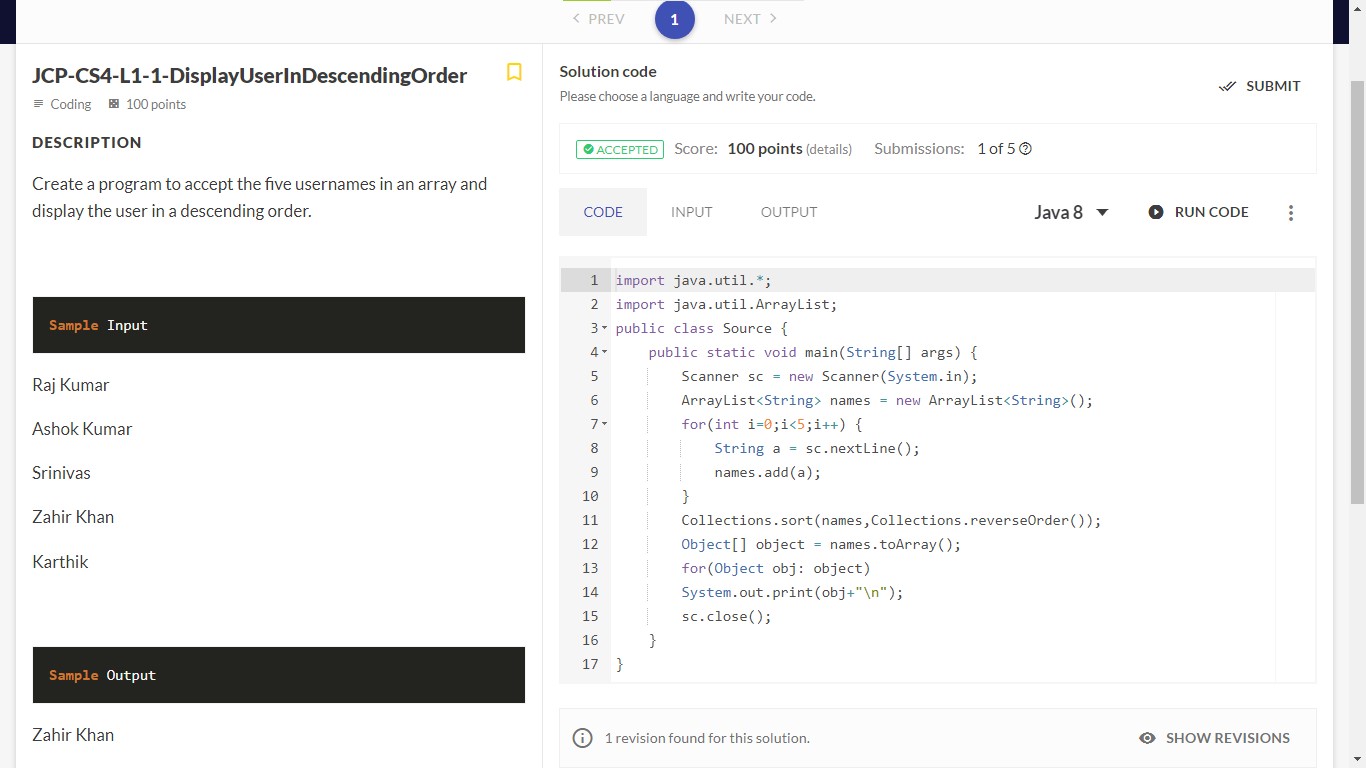 PREV 1 NEXT
JCP-CS4-L1-1-DisplayUserInDescendingOrder
Coding 100 points
DESCRIPTION
Create a program to accept the five usernames in an array and
display the user in a descending order.
Sample Input
Raj Kumar
Ashok Kumar
Srinivas
Zahir Khan
Karthik
Sample Output
Zahir Khan
Solution code
Please choose a language and write your code.
SUBMIT
ACCEPTED Score: 100 points (details) Submissions: 1 of 5
CODE INPUT OUTPUT Java 8 RUN CODE
1 import java.util.*;
2 import java.util.ArrayList;
3 public class Source {
4 public static void main(String[] args) {
5 Scanner sc = new Scanner(System.in);
6 ArrayList<String> names = new ArrayList<String>();
7 for(int i=0;i<5;i++) {
8 String a = sc.nextLine();
9 names.add(a);
10 }
11 Collections.sort(names,Collections.reverseOrder());
12 Object[] object = names.toArray();
13 for(Object obj: object)
14 System.out.print(obj+"\n");
15 sc.close();
16 }
17 }
1 revision found for this solution. SHOW REVISIONS